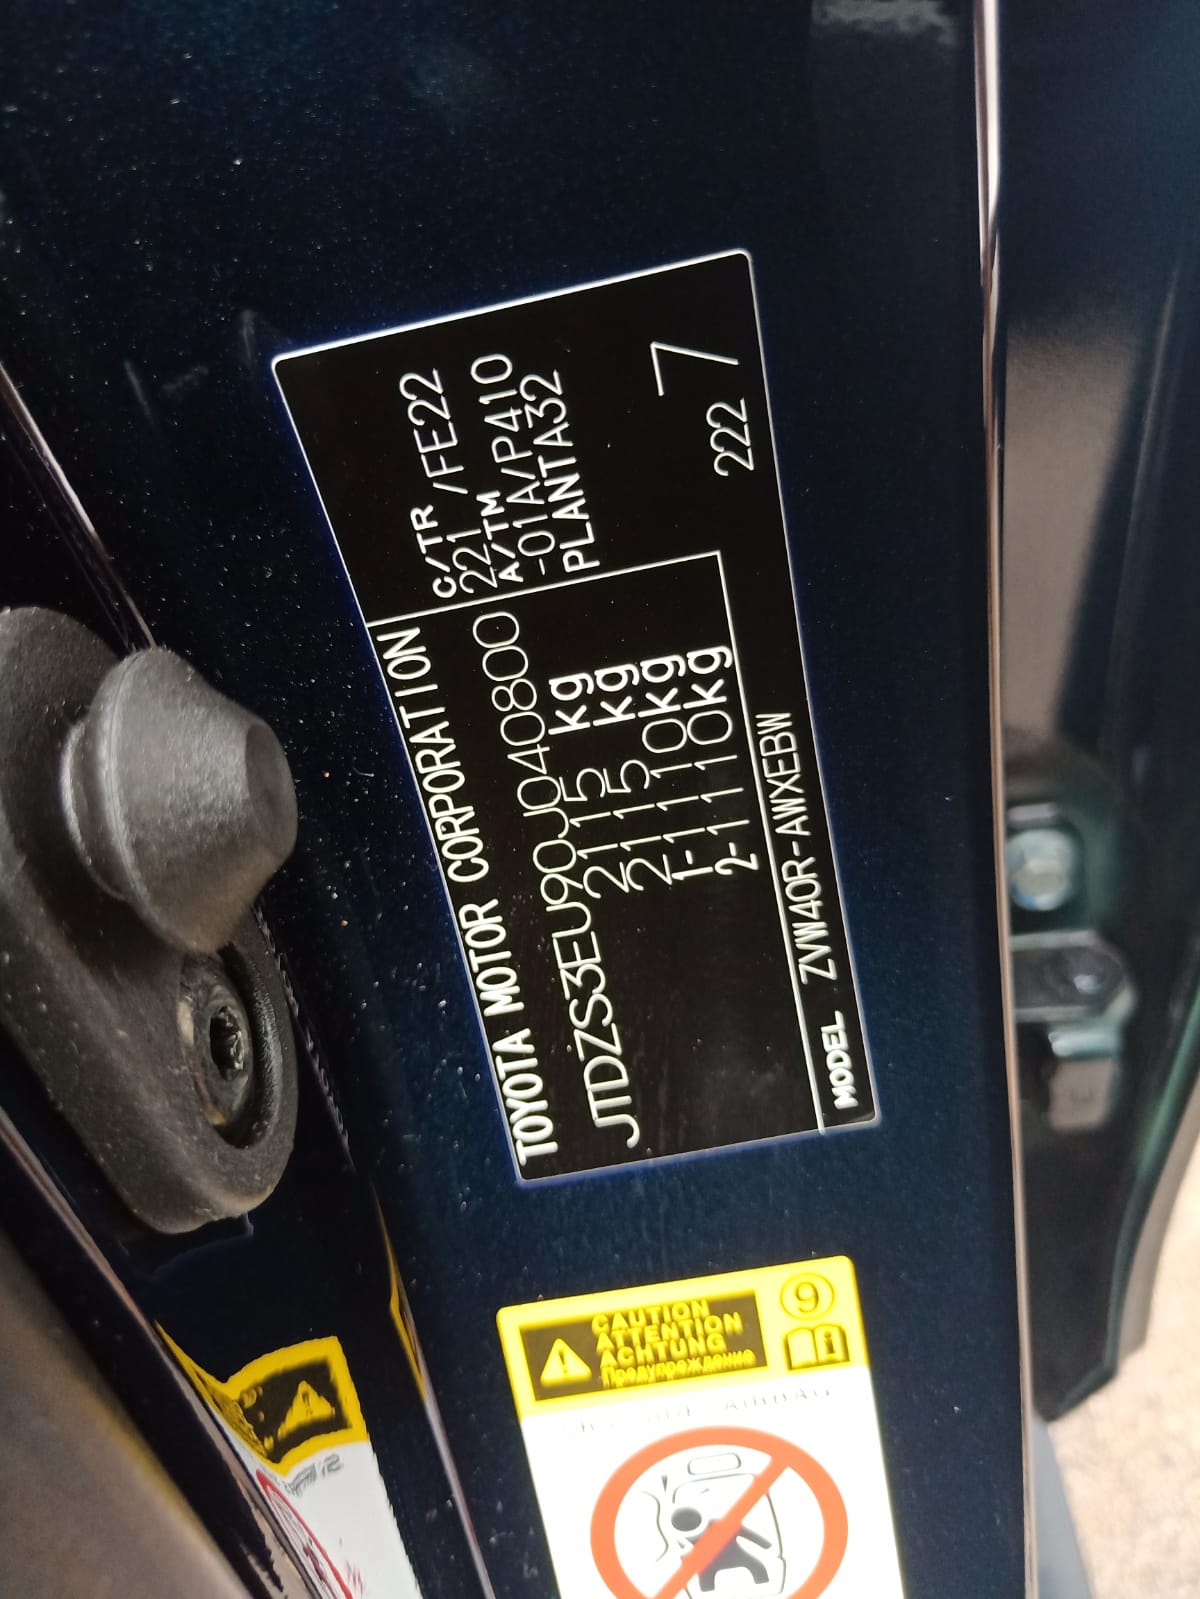 TOYOTA MOTOR CORPORATION
JTDZS3EU90J040800
2115 kg
2115 kg
1-1110kg
2-1110kg
C/TR
221 /FE22
A/TM
-01A/P410
PLANTA32
222 7
MODEL ZVW40R-AWXEBW
CAUTION
ATTENTION
ACHTUNG
Предупреждение
9
i
AIRBAG